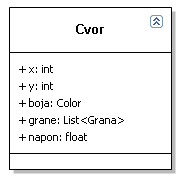 Cvor
+ x: int
+ y: int
+ boja: Color
+ grane: List<Grana>
+ napon: float